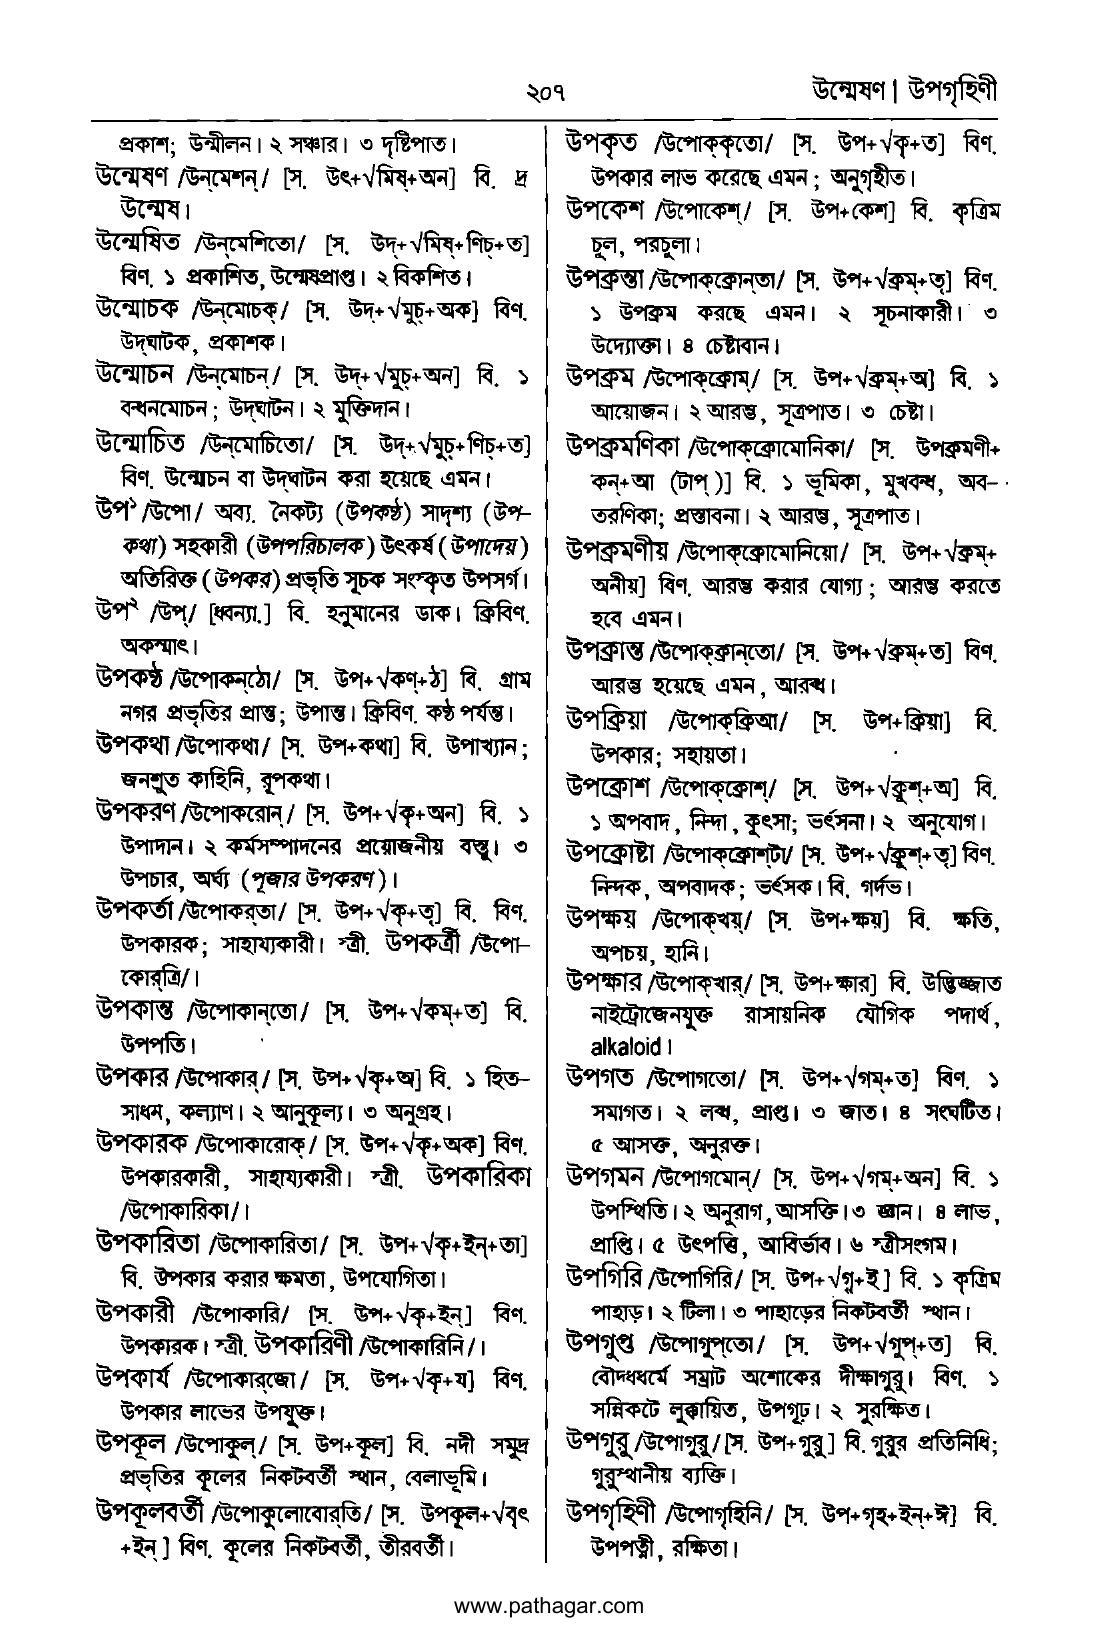 ২০৭
উন্মেষণ | উপগৃহিণী
প্রকাশ; উন্মীলন। ২ সঞ্চার। ৩ দৃষ্টিপাত।
উন্মেষণ /উন্‌মেশন্/ [স. উৎ+√মিষ্+অন] বি. দ্র
উন্মেষ।
উন্মেষিত /উন্‌মেশিতো/ [স. উদ্+√মিষ্+ণিচ্+ত]
বিণ. ১ প্রকাশিত, উন্মেষপ্রাপ্ত। ২ বিকশিত।
উন্মোচক /উন্‌মোচক্/ [স. উদ্+√মুচ্+অক] বিণ.
উদ্‌ঘাটক, প্রকাশক।
উন্মোচন /উন্‌মোচন্/ [স. উদ্+√মুচ্+অন] বি. ১
বন্ধনমোচন; উদ্‌ঘাটন। ২ মুক্তিদান।
উন্মোচিত /উন্‌মোচিতো/ [স. উদ্+√মুচ্+ণিচ্+ত]
বিণ. উন্মোচন বা উদ্‌ঘাটন করা হয়েছে এমন।
উপ১ /উপো/ অব্য. নৈকট্য (উপকণ্ঠ) সাদৃশ্য (উপ-
কথা) সহকারী (উপপরিচালক) উৎকর্ষ (উপাদেয়)
অতিরিক্ত (উপকর) প্রভৃতি সূচক সংস্কৃত উপসর্গ।
উপ২ /উপ্/ [ধ্বন্যা.] বি. হনুমানের ডাক। ক্রিবিণ.
অকস্মাৎ।
উপকণ্ঠ /উপোকন্‌ঠো/ [স. উপ+√কণ্+ঠ] বি. গ্রাম
নগর প্রভৃতির প্রান্ত; উপান্ত। ক্রিবিণ. কণ্ঠ পর্যন্ত।
উপকথা /উপোকথা/ [স. উপ+কথা] বি. উপাখ্যান;
জনশ্রুত কাহিনি, রূপকথা।
উপকরণ /উপোকরোন্/ [স. উপ+√কৃ+অন] বি. ১
উপাদান। ২ কর্মসম্পাদনের প্রয়োজনীয় বস্তু। ৩
উপচার, অর্ঘ্য (পূজার উপকরণ)।
উপকর্তা /উপোকর্‌তা/ [স. উপ+√কৃ+তৃ] বি. বিণ.
উপকারক; সাহায্যকারী। স্ত্রী. উপকর্ত্রী /উপো-
কোর্‌ত্রি/।
উপকান্ত /উপোকান্‌তো/ [স. উপ+√কম্+ত] বি.
উপপতি।
উপকার /উপোকার্/ [স. উপ+√কৃ+অ] বি. ১ হিত-
সাধন, কল্যাণ। ২ আনুকূল্য। ৩ অনুগ্রহ।
উপকারক /উপোকারোক্/ [স. উপ+√কৃ+অক] বিণ.
উপকারকারী, সাহায্যকারী। স্ত্রী. উপকারিকা
/উপোকারিকা/।
উপকারিতা /উপোকারিতা/ [স. উপ+√কৃ+ইন্+তা]
বি. উপকার করার ক্ষমতা, উপযোগিতা।
উপকারী /উপোকারি/ [স. উপ+√কৃ+ইন্] বিণ.
উপকারক। স্ত্রী. উপকারিণী /উপোকারিনি/।
উপকার্য /উপোকার্‌জো/ [স. উপ+√কৃ+য] বিণ.
উপকার লাভের উপযুক্ত।
উপকূল /উপোকুল্/ [স. উপ+কূল] বি. নদী সমুদ্র
প্রভৃতির কূলের নিকটবর্তী স্থান, বেলাভূমি।
উপকূলবর্তী /উপোকুলোবোর্‌তি/ [স. উপকূল+√বৃৎ
+ইন্] বিণ. কূলের নিকটবর্তী, তীরবর্তী।
উপকৃত /উপোক্‌কৃতো/ [স. উপ+√কৃ+ত] বিণ.
উপকার লাভ করেছে এমন; অনুগৃহীত।
উপকেশ /উপোকেশ্/ [স. উপ+কেশ] বি. কৃত্রিম
চুল, পরচুলা।
উপক্রন্তা /উপোক্‌ক্রোন্‌তা/ [স. উপ+√ক্রম্+তৃ] বিণ.
১ উপক্রম করছে এমন। ২ সূচনাকারী। ৩
উদ্যোক্তা। ৪ চেষ্টাবান।
উপক্রম /উপোক্‌ক্রোম্/ [স. উপ+√ক্রম্+অ] বি. ১
আয়োজন। ২ আরম্ভ, সূত্রপাত। ৩ চেষ্টা।
উপক্রমণিকা /উপোক্‌ক্রোমোনিকা/ [স. উপক্রমণী+
কন্+আ (টাপ্)] বি. ১ ভূমিকা, মুখবন্ধ, অব-
তরণিকা; প্রস্তাবনা। ২ আরম্ভ, সূত্রপাত।
উপক্রমণীয় /উপোক্‌ক্রোমোনিয়ো/ [স. উপ+√ক্রম্+
অনীয়] বিণ. আরম্ভ করার যোগ্য; আরম্ভ করতে
হবে এমন।
উপক্রান্ত /উপোক্‌ক্রান্‌তো/ [স. উপ+√ক্রম্+ত] বিণ.
আরম্ভ হয়েছে এমন, আরব্ধ।
উপক্রিয়া /উপোক্‌ক্রিআ/ [স. উপ+ক্রিয়া] বি.
উপকার; সহায়তা।
উপক্রোশ /উপোক্‌ক্রোশ্/ [স. উপ+√ক্রুশ্+অ] বি.
১ অপবাদ, নিন্দা, কুৎসা; ভর্ৎসনা। ২ অনুযোগ।
উপক্রোষ্টা /উপোক্‌ক্রোশ্‌টা/ [স. উপ+√ক্রুশ্+তৃ] বিণ.
নিন্দক, অপবাদক; ভর্ৎসক। বি. গর্দভ।
উপক্ষয় /উপোক্‌খয়্/ [স. উপ+ক্ষয়] বি. ক্ষতি,
অপচয়, হানি।
উপক্ষার /উপোক্‌খার্/ [স. উপ+ক্ষার] বি. উদ্ভিজ্জাত
নাইট্রোজেনযুক্ত রাসায়নিক যৌগিক পদার্থ,
alkaloid।
উপগত /উপোগতো/ [স. উপ+√গম্+ত] বিণ. ১
সমাগত। ২ লব্ধ, প্রাপ্ত। ৩ জাত। ৪ সংঘটিত।
৫ আসক্ত, অনুরক্ত।
উপগমন /উপোগমোন্/ [স. উপ+√গম্+অন] বি. ১
উপস্থিতি। ২ অনুরাগ, আসক্তি। ৩ জ্ঞান। ৪ লাভ,
প্রাপ্তি। ৫ উৎপত্তি, আবির্ভাব। ৬ স্ত্রীসংগম।
উপগিরি /উপোগিরি/ [স. উপ+√গৄ+ই] বি. ১ কৃত্রিম
পাহাড়। ২ টিলা। ৩ পাহাড়ের নিকটবর্তী স্থান।
উপগুপ্ত /উপোগুপ্‌তো/ [স. উপ+√গুপ্+ত] বি.
বৌদ্ধধর্মে সম্রাট অশোকের দীক্ষাগুরু। বিণ. ১
সন্নিকটে লুক্কায়িত, উপগূঢ়। ২ সুরক্ষিত।
উপগুরু /উপোগুরু/ [স. উপ+গুরু] বি. গুরুর প্রতিনিধি;
গুরুস্থানীয় ব্যক্তি।
উপগৃহিণী /উপোগৃহিনি/ [স. উপ+গৃহ+ইন্+ঈ] বি.
উপপত্নী, রক্ষিতা।
www.pathagar.com